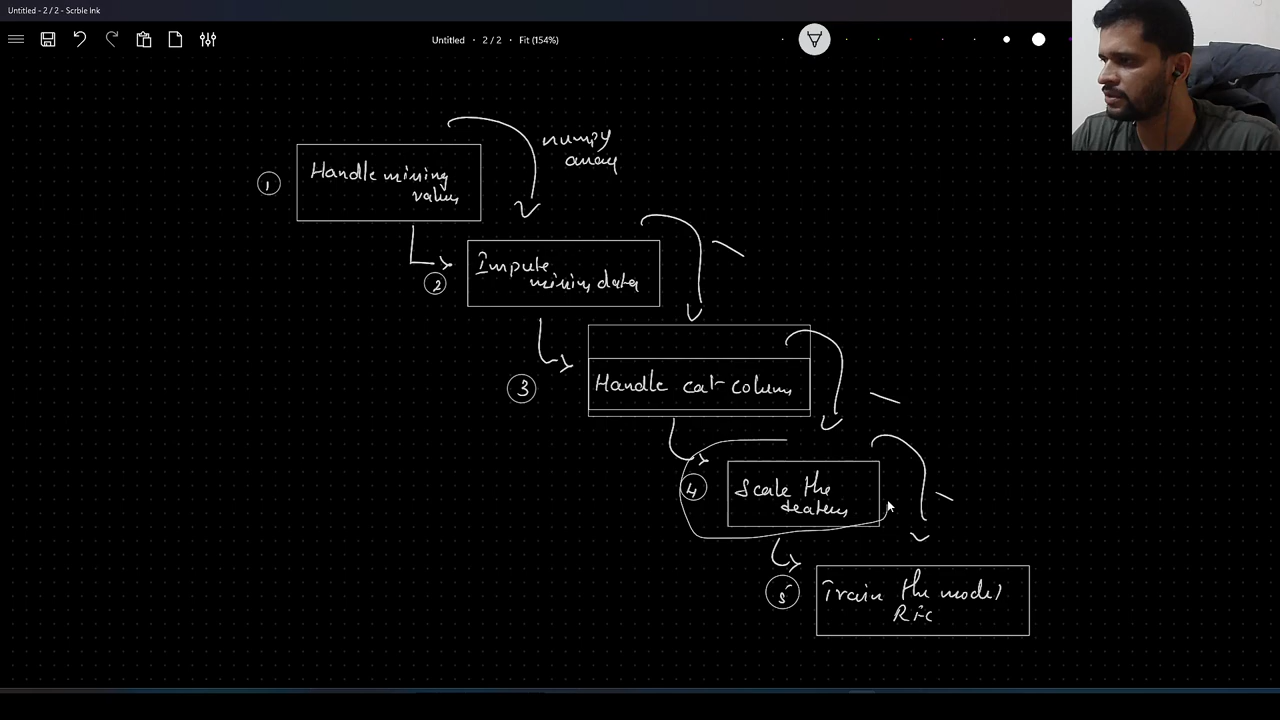 Untitled - 2 / 2 - Scrble Ink
Untitled · 2 / 2 · Fit (154%)
numpy
array
1
Handle missing
values
2
Impute
missing data
3
Handle cat column
4
Scale the
features
5
Train the model
RFC